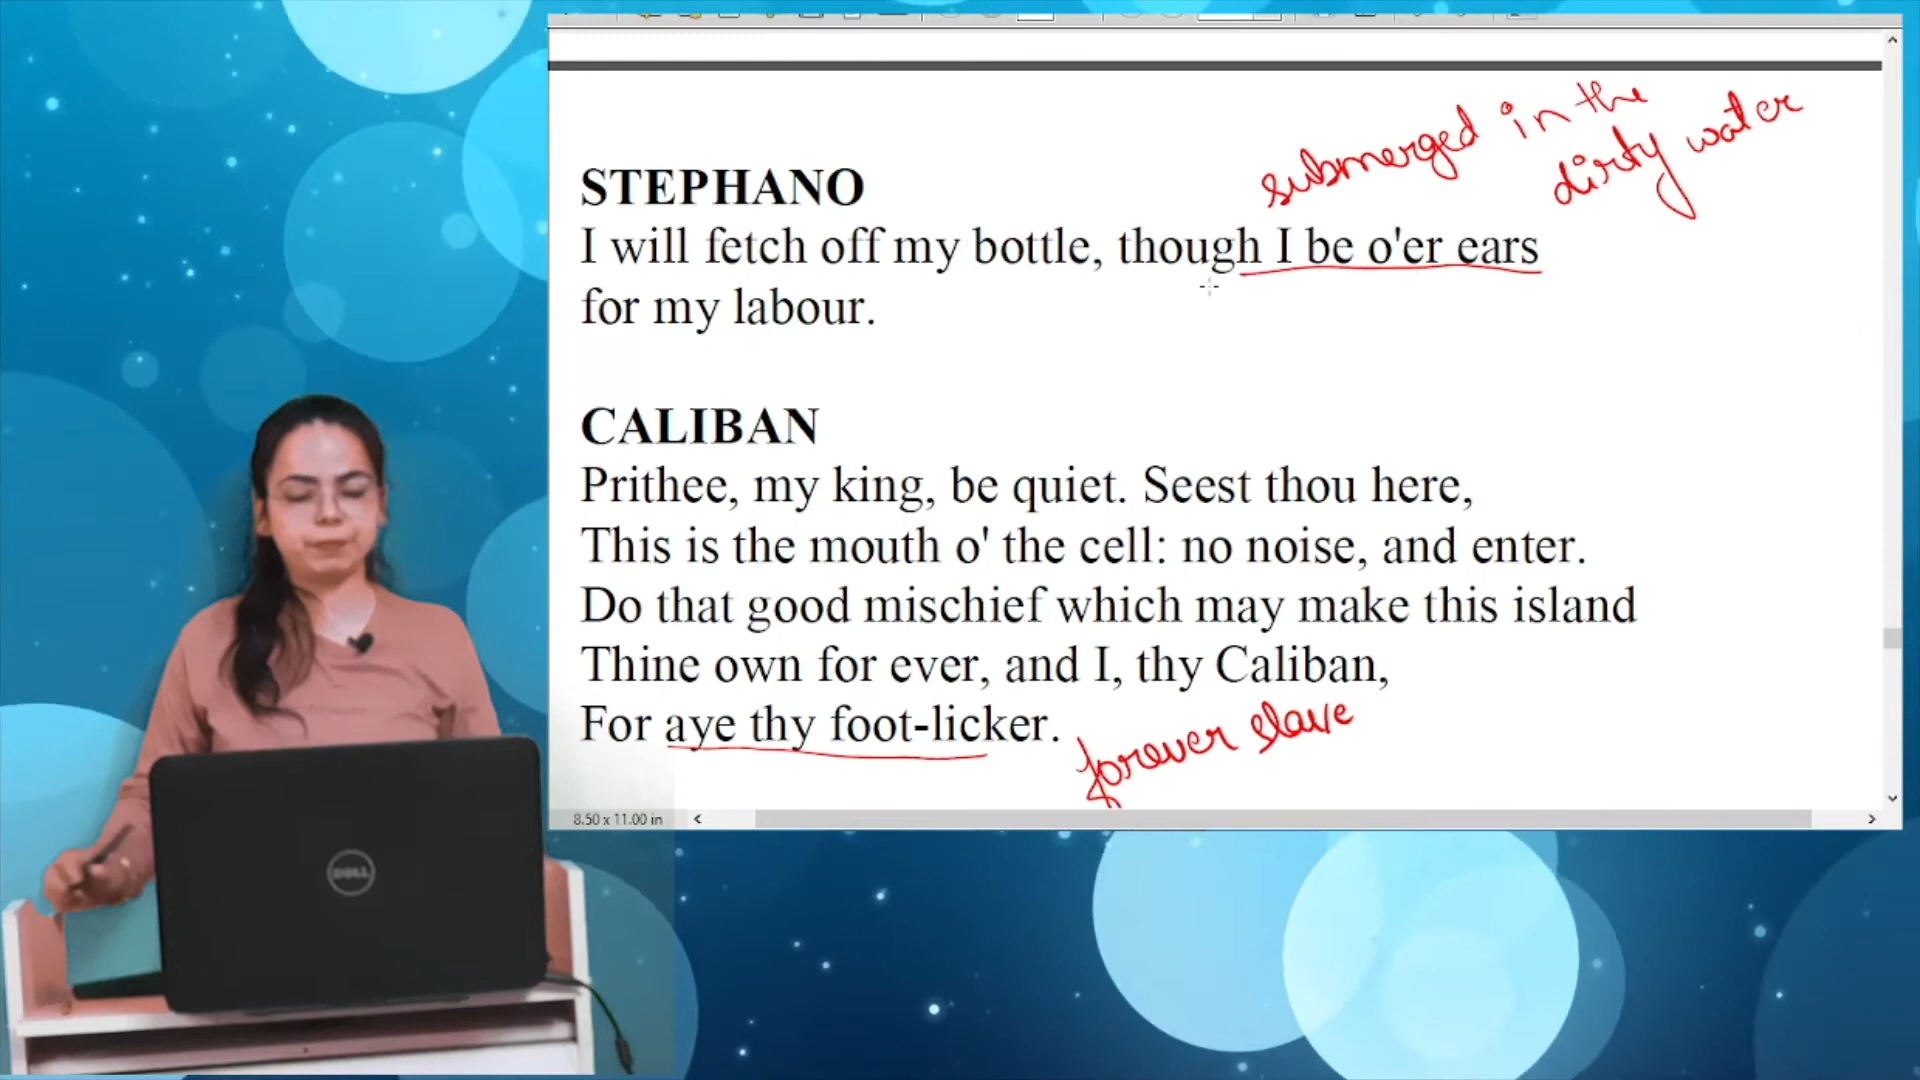 submerged in the
dirty water
STEPHANO
I will fetch off my bottle, though I be o'er ears
for my labour.
CALIBAN
Prithee, my king, be quiet. Seest thou here,
This is the mouth o' the cell: no noise, and enter.
Do that good mischief which may make this island
Thine own for ever, and I, thy Caliban,
For aye thy foot-licker.
forever slave
8.50 x 11.00 in
DELL